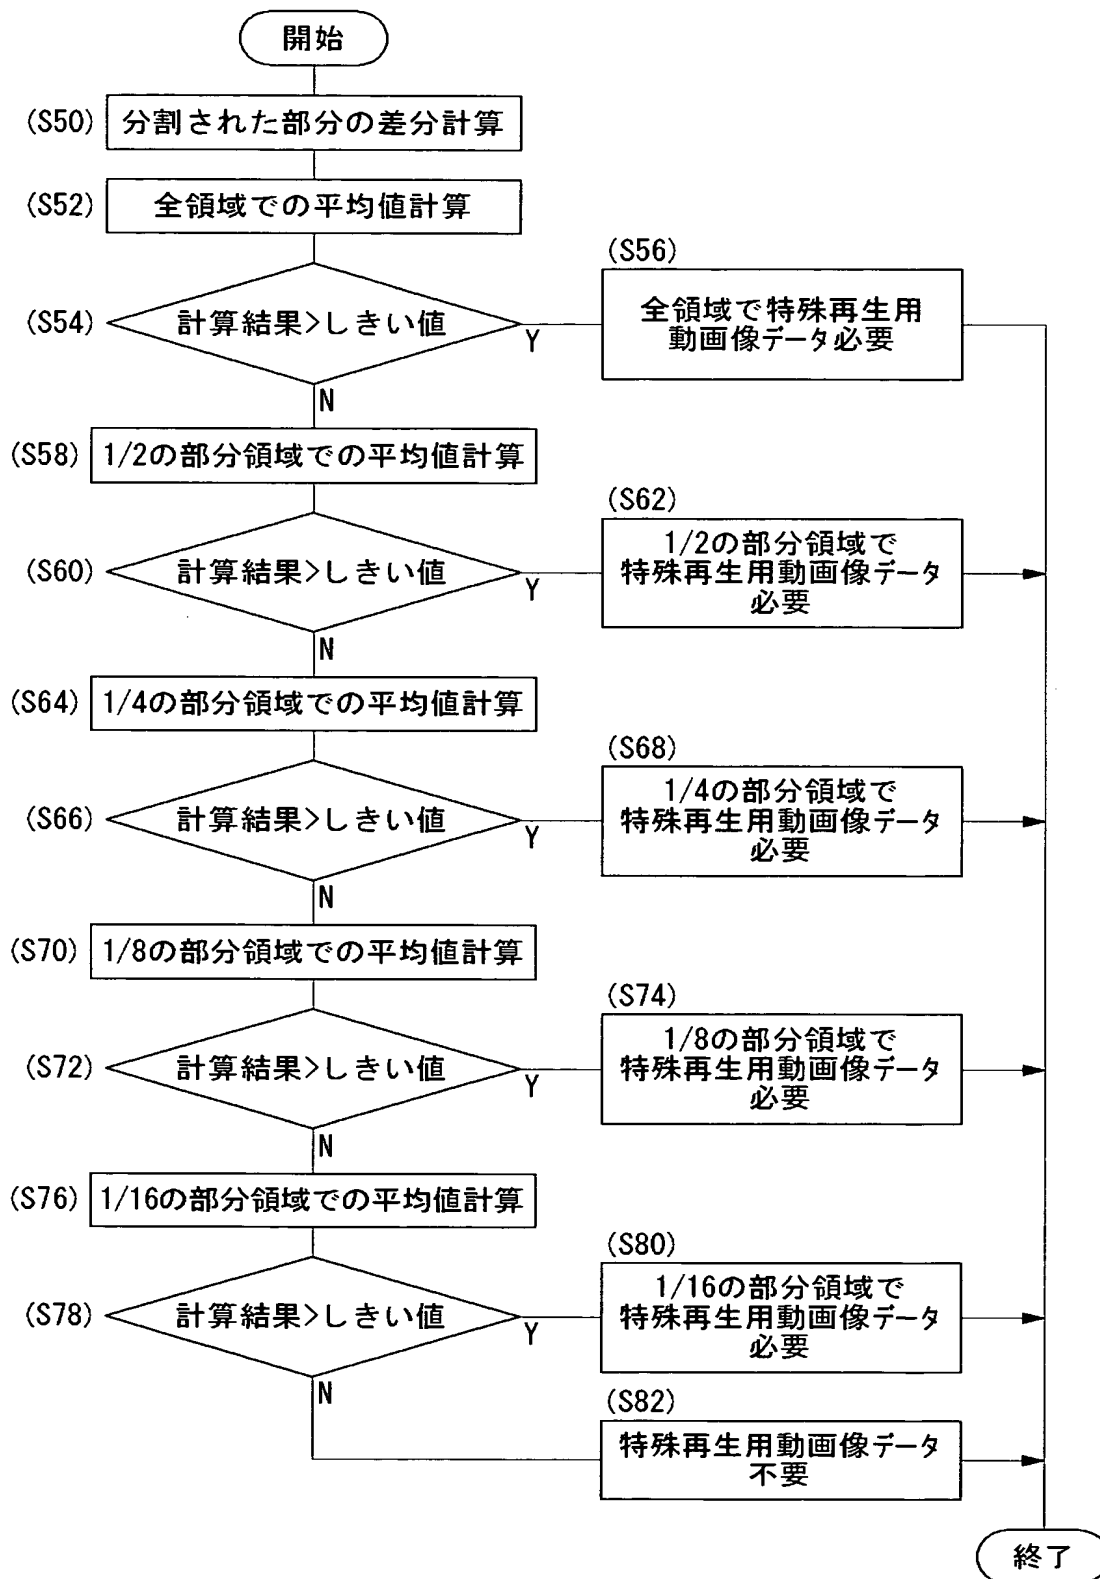 開始
(S50) 分割された部分の差分計算
(S52) 全領域での平均値計算
(S54) 計算結果>しきい値
Y
N
(S56)
全領域で特殊再生用
動画像データ必要
(S58) 1/2の部分領域での平均値計算
(S60) 計算結果>しきい値
Y
N
(S62)
1/2の部分領域で
特殊再生用動画像データ
必要
(S64) 1/4の部分領域での平均値計算
(S66) 計算結果>しきい値
Y
N
(S68)
1/4の部分領域で
特殊再生用動画像データ
必要
(S70) 1/8の部分領域での平均値計算
(S72) 計算結果>しきい値
Y
N
(S74)
1/8の部分領域で
特殊再生用動画像データ
必要
(S76) 1/16の部分領域での平均値計算
(S78) 計算結果>しきい値
Y
N
(S80)
1/16の部分領域で
特殊再生用動画像データ
必要
(S82)
特殊再生用動画像データ
不要
終了